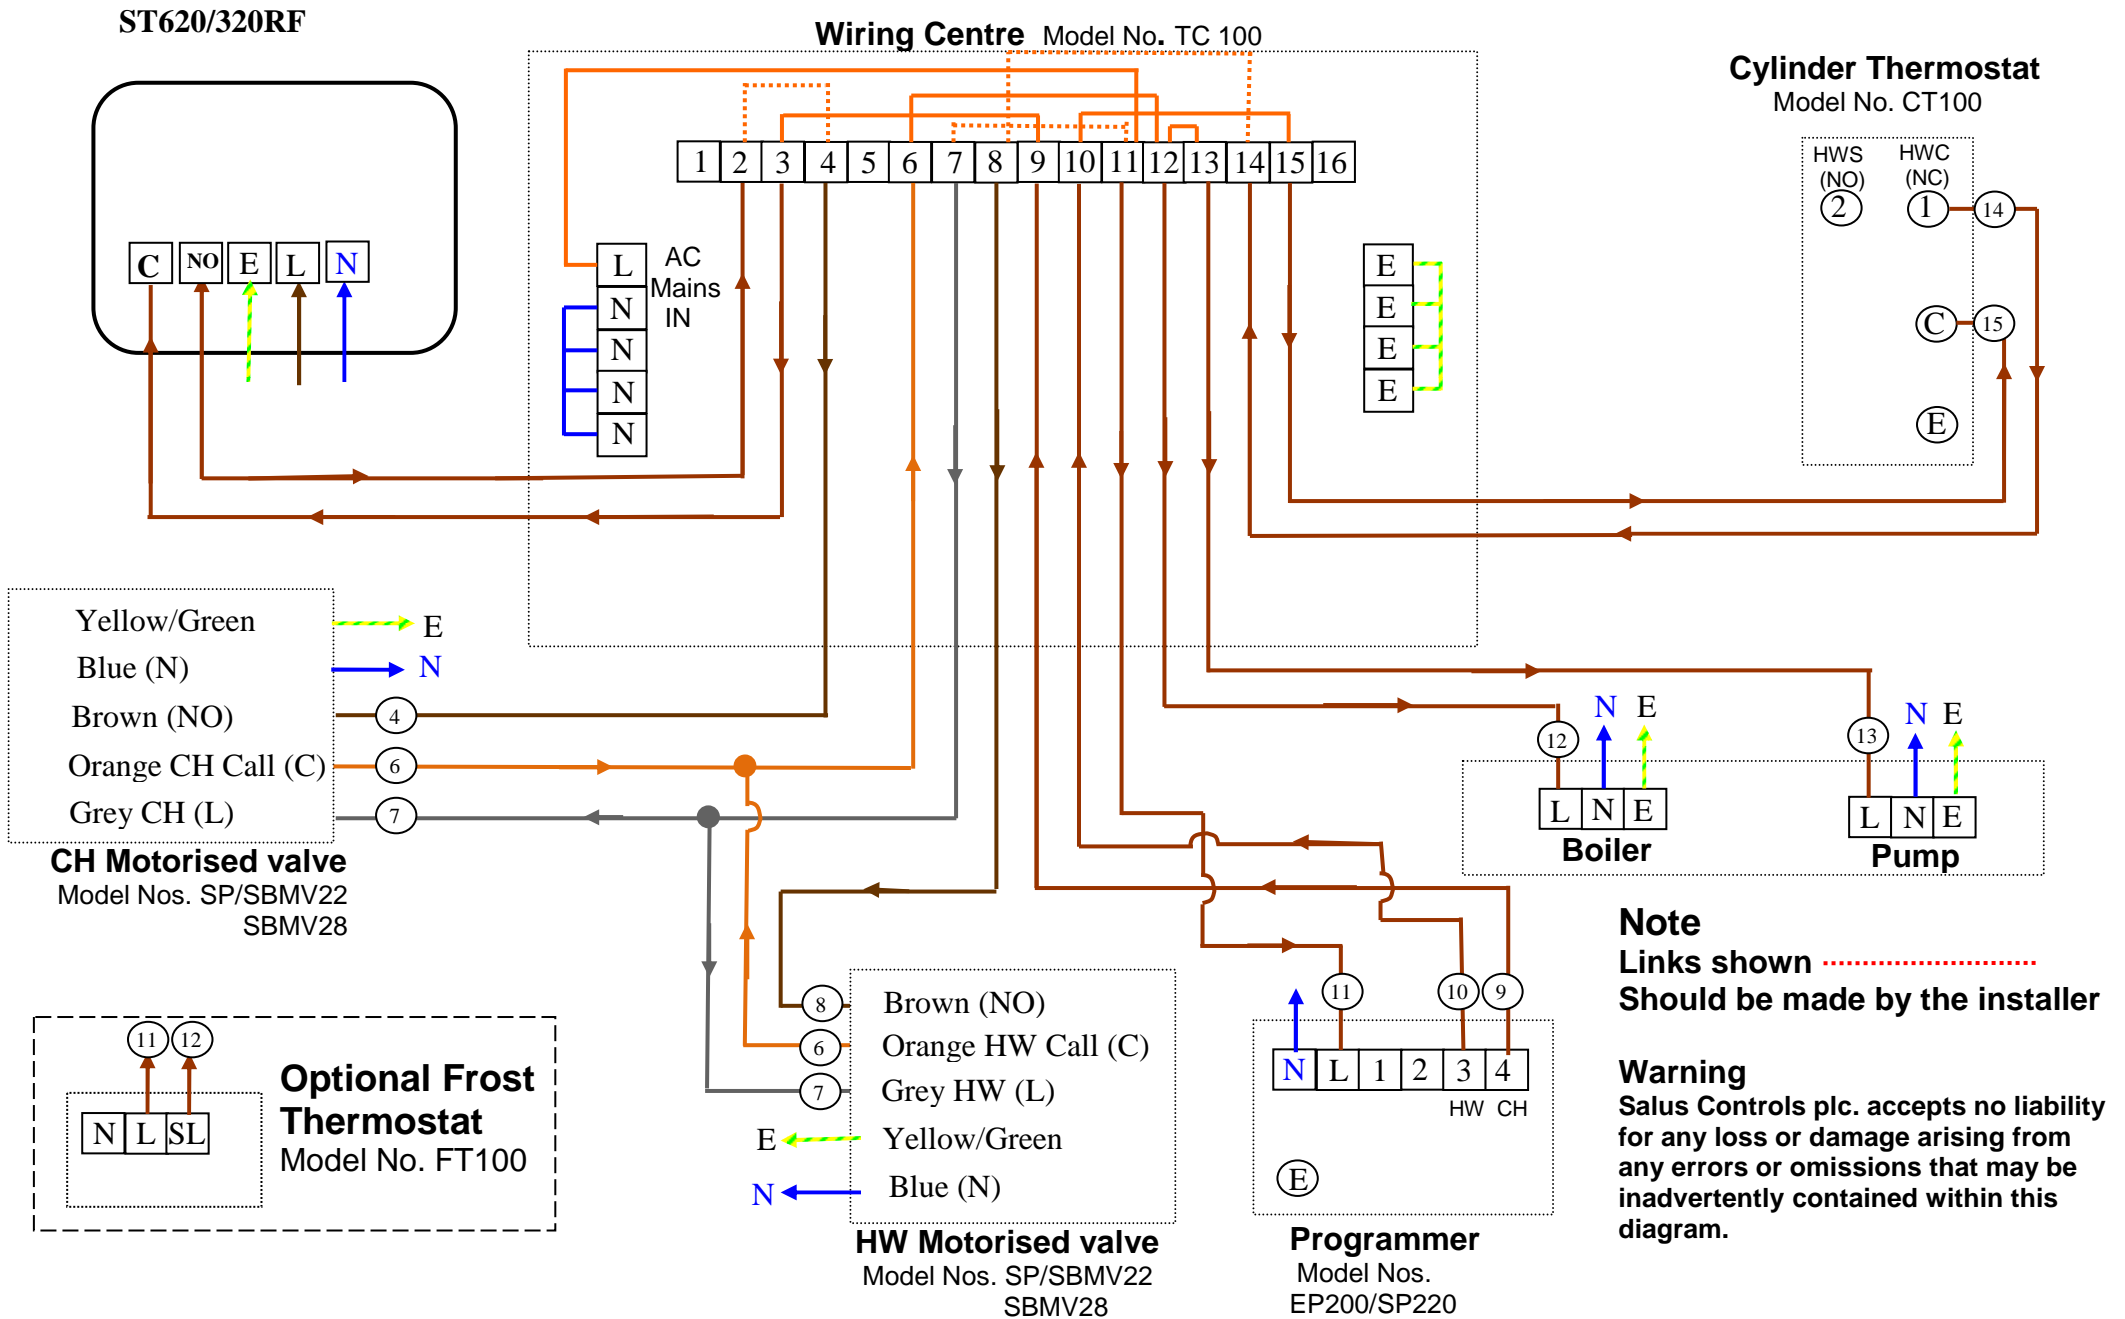 ST620/320RF
Wiring Centre Model No. TC 100
Cylinder Thermostat
Model No. CT100
1 2 3 4 5 6 7 8 9 10 11 12 13 14 15 16
HWS (NO) 2
HWC (NC) 1
14
C 15
E
C NO E L N
L AC
N Mains
N IN
N
N
E
E
E
E
Yellow/Green E
Blue (N) N
Brown (NO) 4
Orange CH Call (C) 6
Grey CH (L) 7
CH Motorised valve
Model Nos. SP/SBMV22
SBMV28
12 N E
L N E
Boiler
13 N E
L N E
Pump
8 Brown (NO)
6 Orange HW Call (C)
7 Grey HW (L)
E Yellow/Green
N Blue (N)
HW Motorised valve
Model Nos. SP/SBMV22
SBMV28
11 10 9
N L 1 2 3 4
HW CH
E
Programmer
Model Nos.
EP200/SP220
11 12
N L SL
Optional Frost
Thermostat
Model No. FT100
Note
Links shown
Should be made by the installer
Warning
Salus Controls plc. accepts no liability
for any loss or damage arising from
any errors or omissions that may be
inadvertently contained within this
diagram.